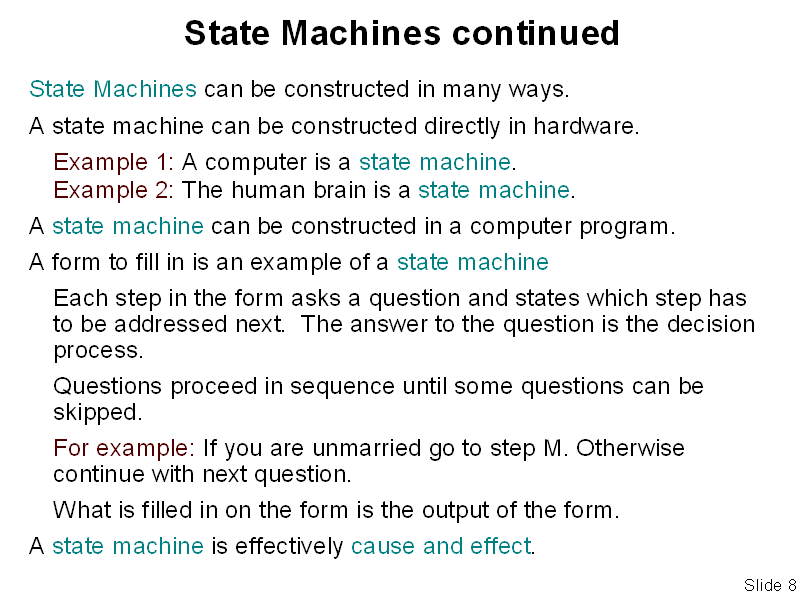 State Machines continued
State Machines can be constructed in many ways.
A state machine can be constructed directly in hardware.
Example 1: A computer is a state machine.
Example 2: The human brain is a state machine.
A state machine can be constructed in a computer program.
A form to fill in is an example of a state machine
Each step in the form asks a question and states which step has
to be addressed next.  The answer to the question is the decision
process.
Questions proceed in sequence until some questions can be
skipped.
For example: If you are unmarried go to step M. Otherwise
continue with next question.
What is filled in on the form is the output of the form.
A state machine is effectively cause and effect.
Slide 8